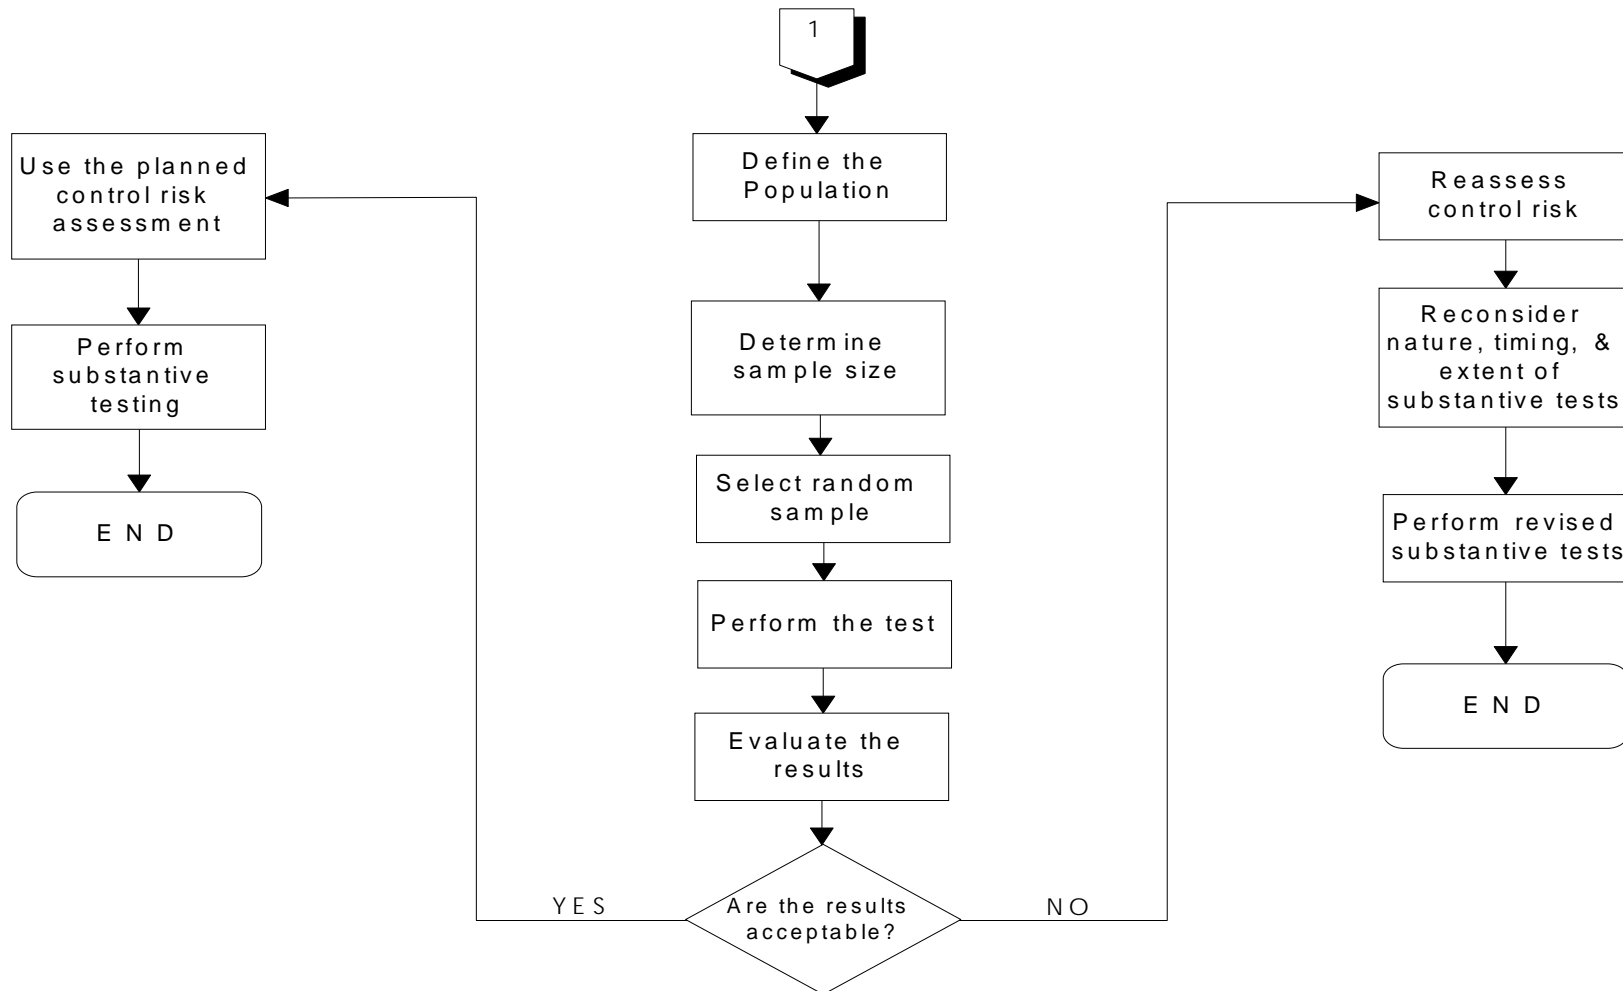 1
Define the
Population
Determine
sample size
Select random
sample
Perform the test
Evaluate the
results
Are the results
acceptable?
YES
NO
Use the planned
control risk
assessment
Perform
substantive
testing
END
Reassess
control risk
Reconsider
nature, timing, &
extent of
substantive tests
Perform revised
substantive tests
END